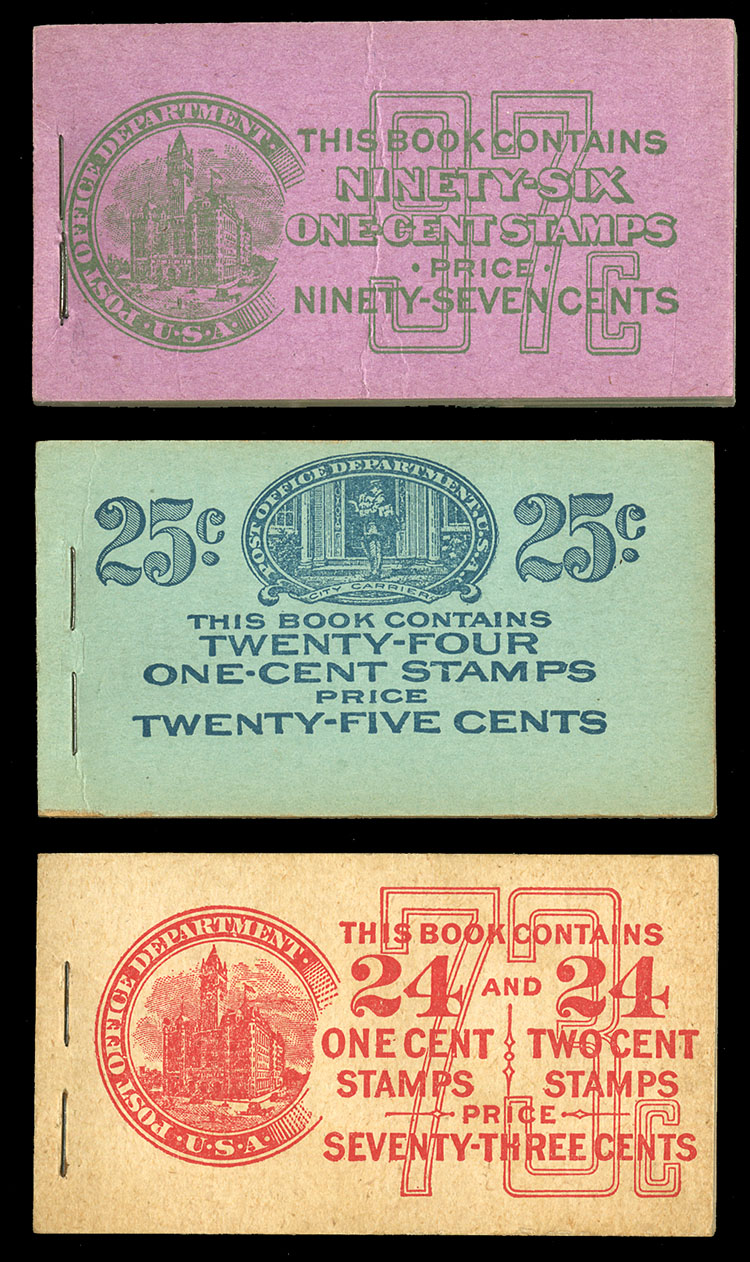 POST OFFICE DEPARTMENT · U·S·A·
97c
THIS BOOK CONTAINS
NINETY-SIX
ONE-CENT STAMPS
· PRICE ·
NINETY-SEVEN CENTS
25c
POST OFFICE DEPARTMENT. U.S.A.
CITY CARRIER
25c
THIS BOOK CONTAINS
TWENTY-FOUR
ONE-CENT STAMPS
PRICE
TWENTY-FIVE CENTS
POST OFFICE DEPARTMENT · U·S·A·
73c
THIS BOOK CONTAINS
24 AND 24
ONE CENT TWO CENT
STAMPS STAMPS
PRICE
SEVENTY-THREE CENTS